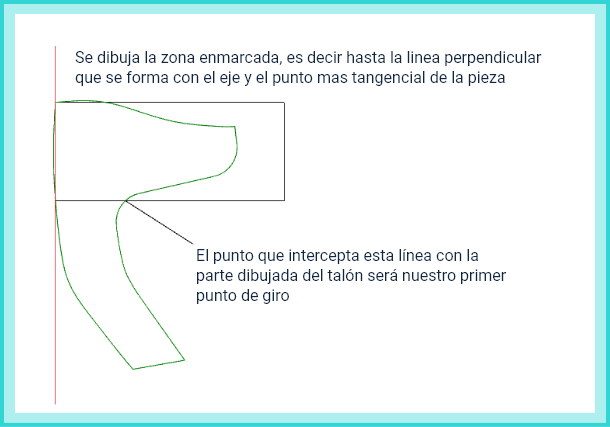 Se dibuja la zona enmarcada, es decir hasta la linea perpendicular
que se forma con el eje y el punto mas tangencial de la pieza
El punto que intercepta esta línea con la
parte dibujada del talón será nuestro primer
punto de giro